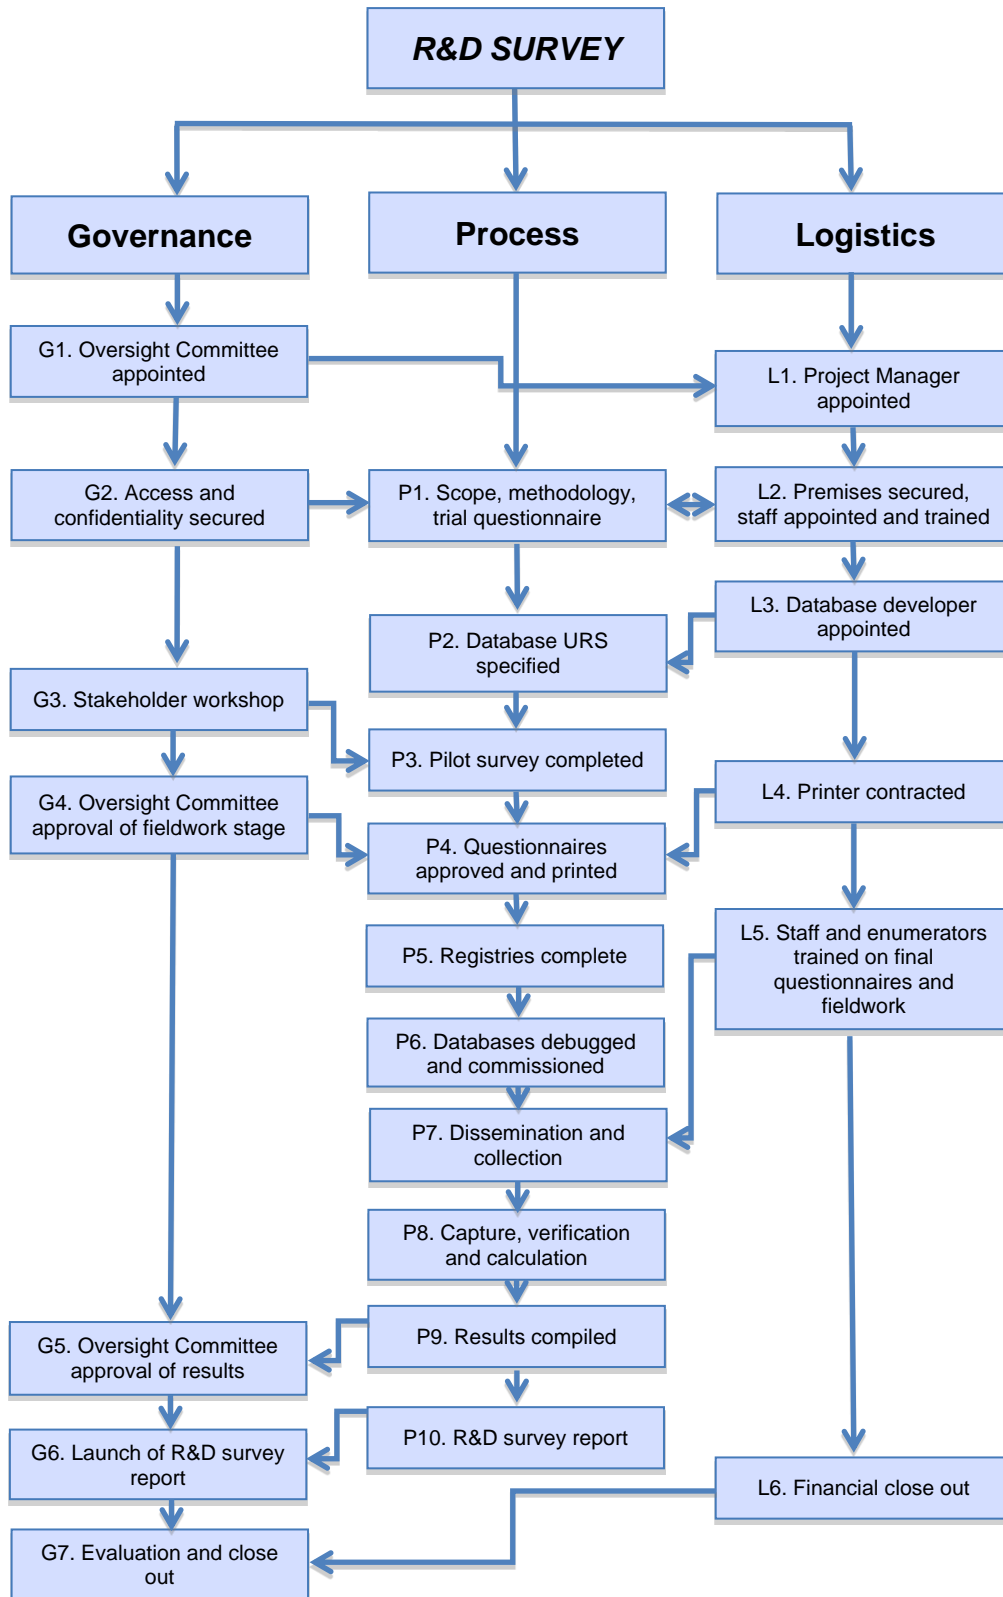 R&D SURVEY
Governance
Process
Logistics
G1. Oversight Committee
appointed
L1. Project Manager
appointed
G2. Access and
confidentiality secured
P1. Scope, methodology,
trial questionnaire
L2. Premises secured,
staff appointed and trained
L3. Database developer
appointed
P2. Database URS
specified
G3. Stakeholder workshop
P3. Pilot survey completed
L4. Printer contracted
G4. Oversight Committee
approval of fieldwork stage
P4. Questionnaires
approved and printed
P5. Registries complete
L5. Staff and enumerators
trained on final
questionnaires and
fieldwork
P6. Databases debugged
and commissioned
P7. Dissemination and
collection
P8. Capture, verification
and calculation
P9. Results compiled
G5. Oversight Committee
approval of results
P10. R&D survey report
G6. Launch of R&D survey
report
L6. Financial close out
G7. Evaluation and close
out